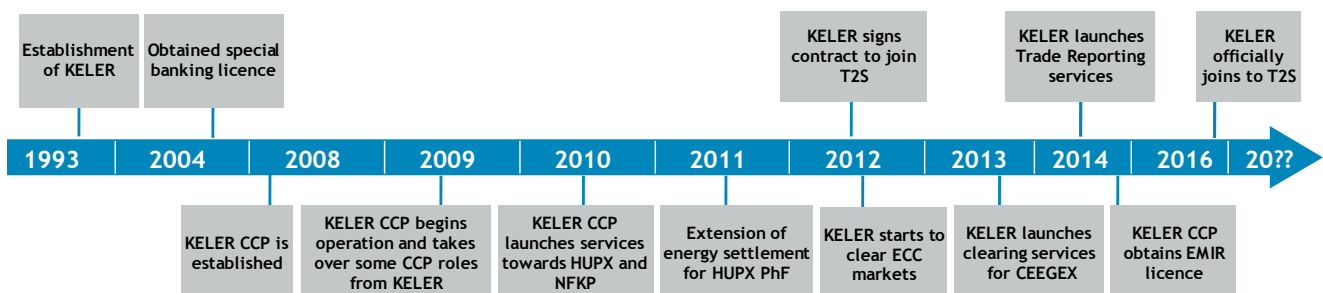 Establishment
of KELER
Obtained special
banking licence
KELER signs
contract to join
T2S
KELER launches
Trade Reporting
services
KELER
officially
joins to T2S
1993
2004
2008
2009
2010
2011
2012
2013
2014
2016
20??
KELER CCP is
established
KELER CCP begins
operation and takes
over some CCP roles
from KELER
KELER CCP
launches services
towards HUPX and
NFKP
Extension of
energy settlement
for HUPX PhF
KELER starts to
clear ECC
markets
KELER launches
clearing services
for CEEGEX
KELER CCP
obtains EMIR
licence